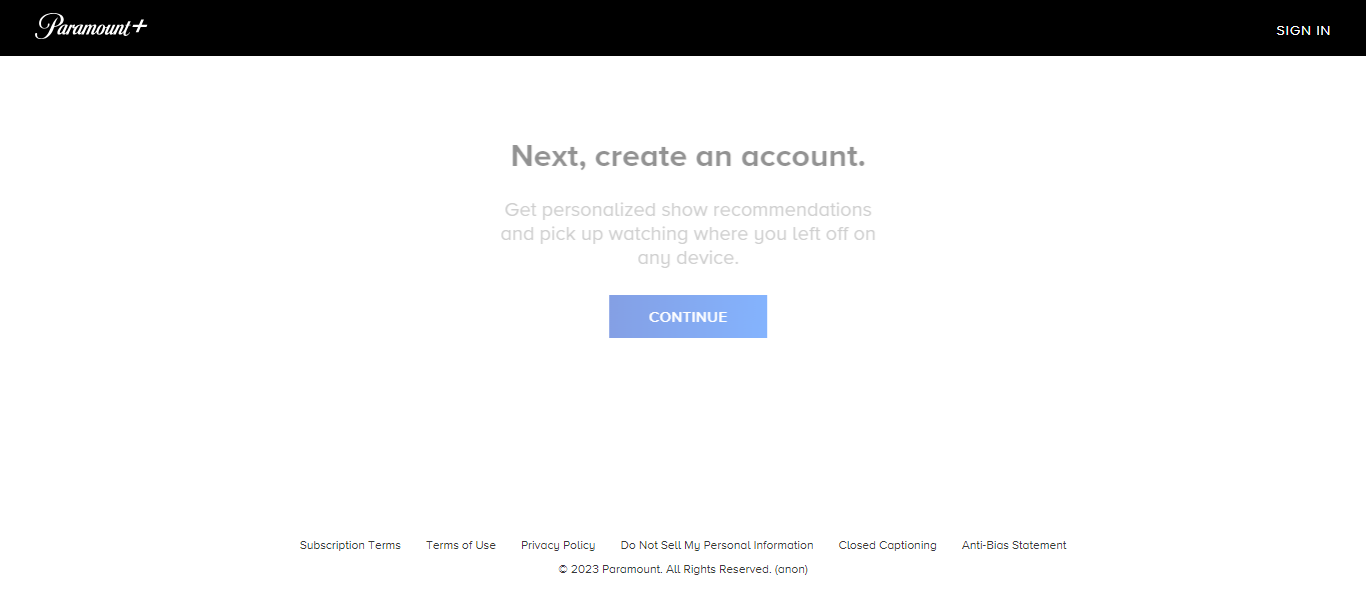 Paramount+
SIGN IN
Next, create an account.
Get personalized show recommendations
and pick up watching where you left off on
any device.
CONTINUE
Subscription Terms Terms of Use Privacy Policy Do Not Sell My Personal Information Closed Captioning Anti-Bias Statement
© 2023 Paramount. All Rights Reserved. (anon)